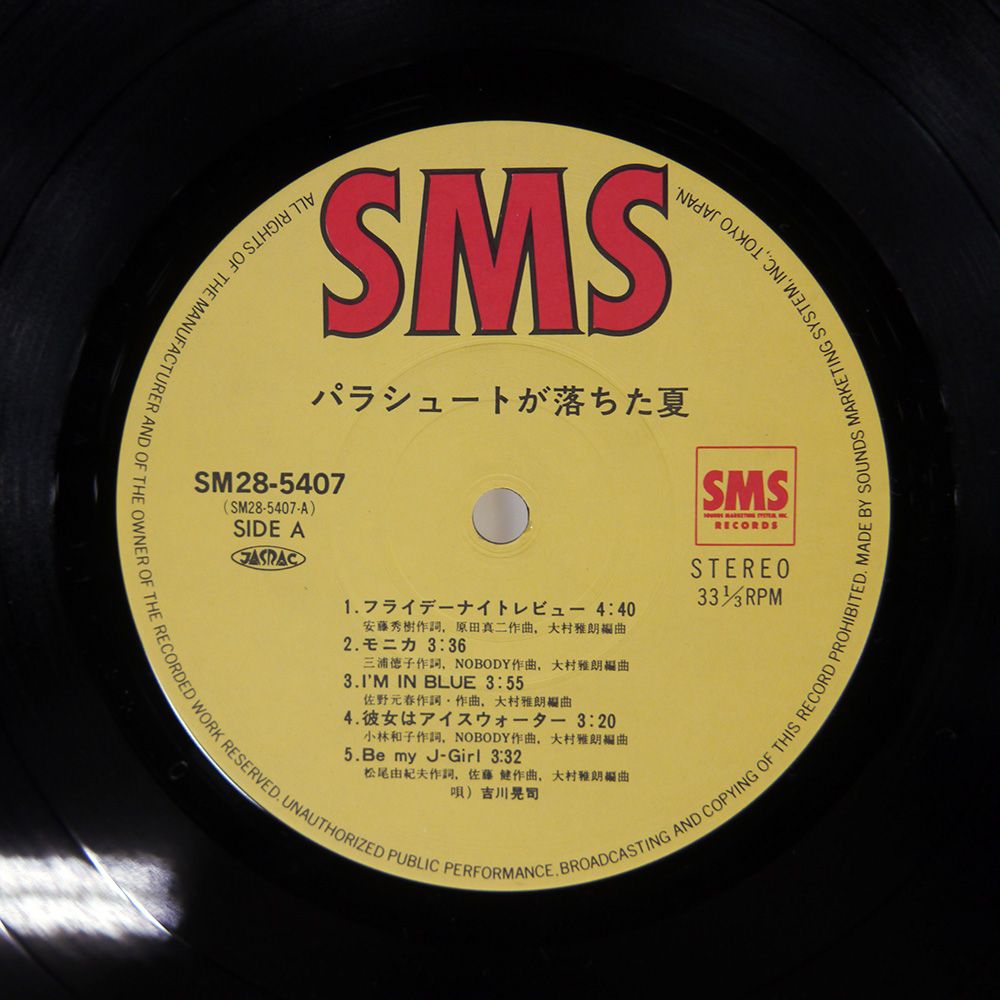 SMS
パラシュートが落ちた夏
SM28-5407
(SM28-5407-A)
SIDE A
JASRAC
SMS
SOUNDS MARKETING SYSTEM, INC.
RECORDS
STEREO
33 1/3 RPM
1.フライデーナイトレビュー 4:40
安藤秀樹作詞, 原田真二作曲, 大村雅朗編曲
2.モニカ 3:36
三浦徳子作詞, NOBODY作曲, 大村雅朗編曲
3.I'M IN BLUE 3:55
佐野元春作詞・作曲, 大村雅朗編曲
4.彼女はアイスウォーター 3:20
小林和子作詞, NOBODY作曲, 大村雅朗編曲
5.Be my J-Girl 3:32
松尾由紀夫作詞, 佐藤 健作曲, 大村雅朗編曲
唄) 吉川晃司
ALL RIGHTS OF THE MANUFACTURER AND OF THE OWNER OF THE RECORDED WORK RESERVED. UNAUTHORIZED PUBLIC PERFORMANCE, BROADCASTING AND COPYING OF THIS RECORD PROHIBITED. MADE BY SOUNDS MARKETING SYSTEM, INC., TOKYO JAPAN.